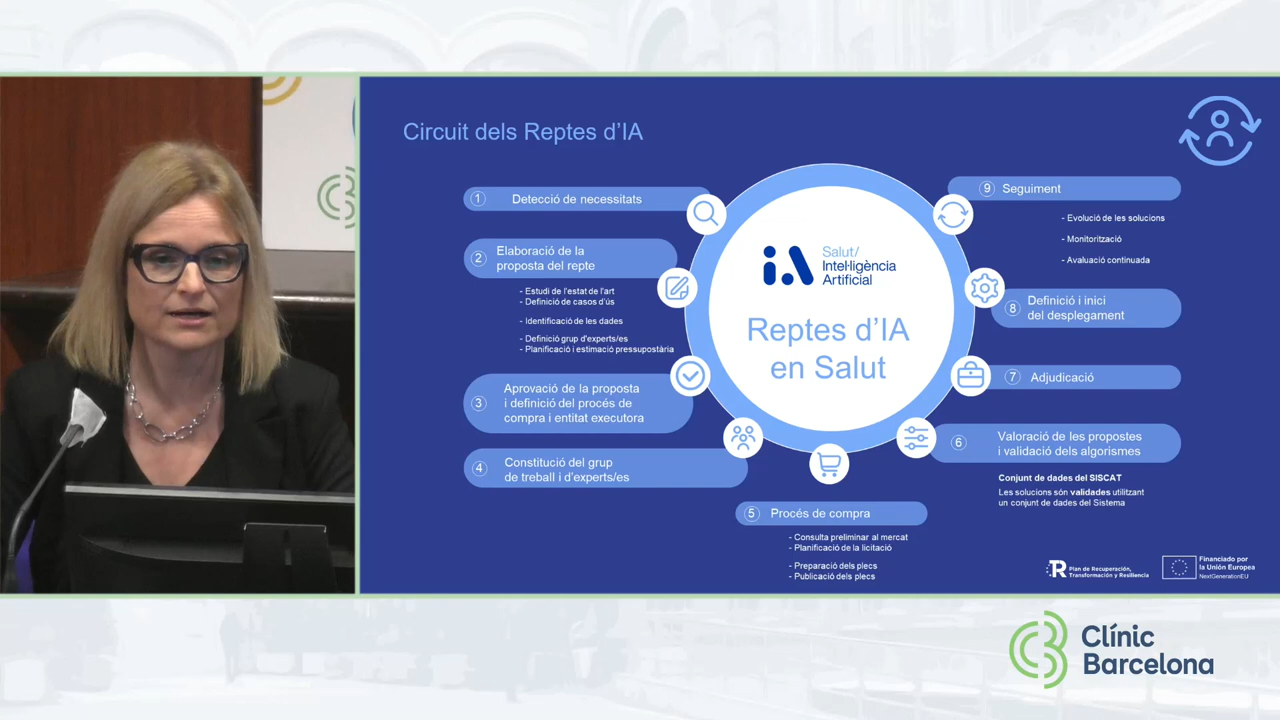 Circuit dels Reptes d'IA
1 Detecció de necessitats
2 Elaboració de la
proposta del repte
- Estudi de l'estat de l'art
- Definició de casos d'ús
- Identificació de les dades
- Definició grup d'experts/es
- Planificació i estimació pressupostària
3 Aprovació de la proposta
i definició del procés de
compra i entitat executora
4 Constitució del grup
de treball i d'experts/es
5 Procés de compra
- Consulta preliminar al mercat
- Planificació de la licitació
- Preparació dels plecs
- Publicació dels plecs
6 Valoració de les propostes
i validació dels algorismes
Conjunt de dades del SISCAT
Les solucions són validades utilitzant
un conjunt de dades del Sistema
7 Adjudicació
8 Definició i inici
del desplegament
9 Seguiment
- Evolució de les solucions
- Monitorització
- Avaluació continuada
iA Salut/
Intel·ligència
Artificial
Reptes d'IA
en Salut
Plan de Recuperación,
Transformación y Resiliencia
Financiado por
la Unión Europea
NextGenerationEU
Clínic
Barcelona